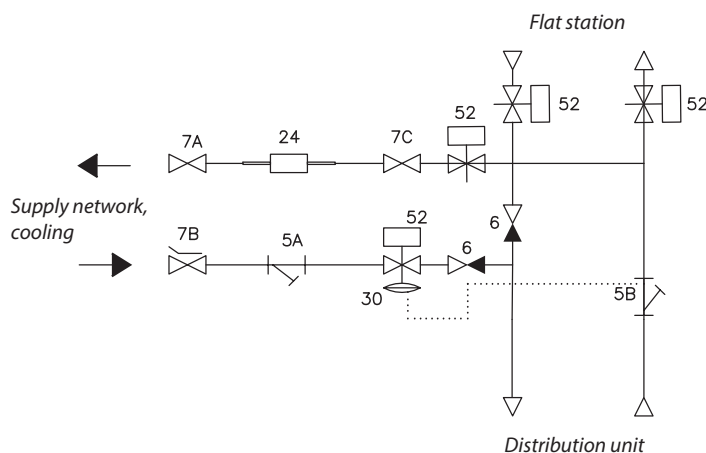 Flat station
52
52
52
7A
24
7C
Supply network,
cooling
6
7B
5A
52
6
30
5B
Distribution unit